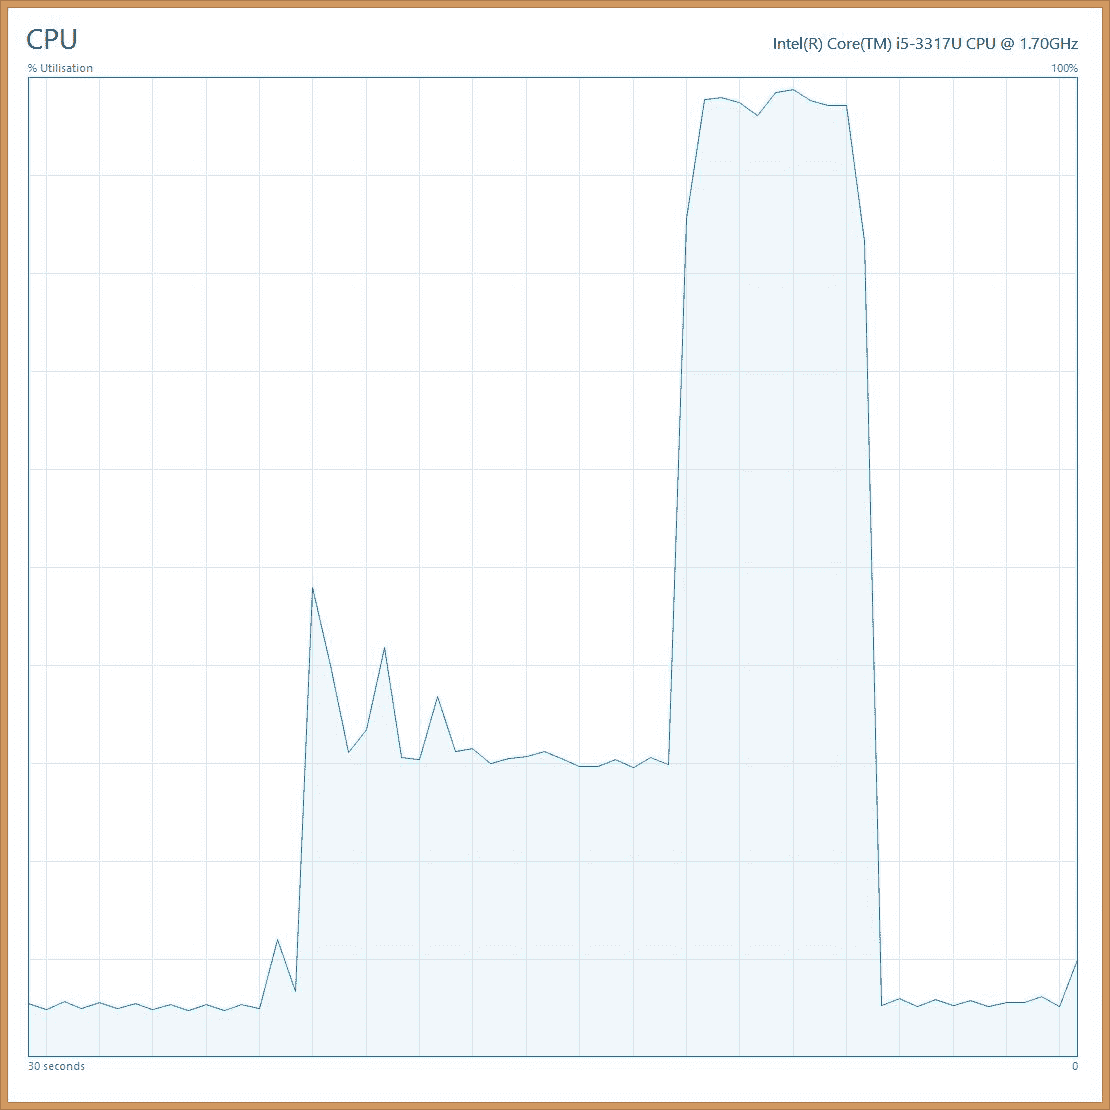 CPU
Intel(R) Core(TM) i5-3317U CPU @ 1.70GHz
% Utilisation
100%
30 seconds
0